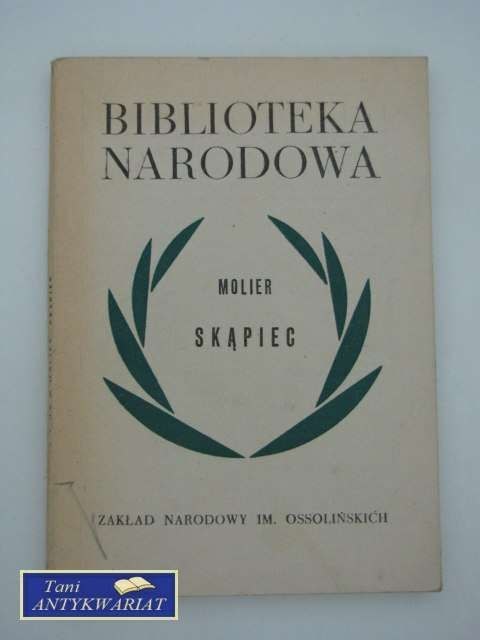 BIBLIOTEKA
NARODOWA
MOLIER
SKĄPIEC
ZAKŁAD NARODOWY IM. OSSOLIŃSKICH
Tani
ANTYKWARIAT